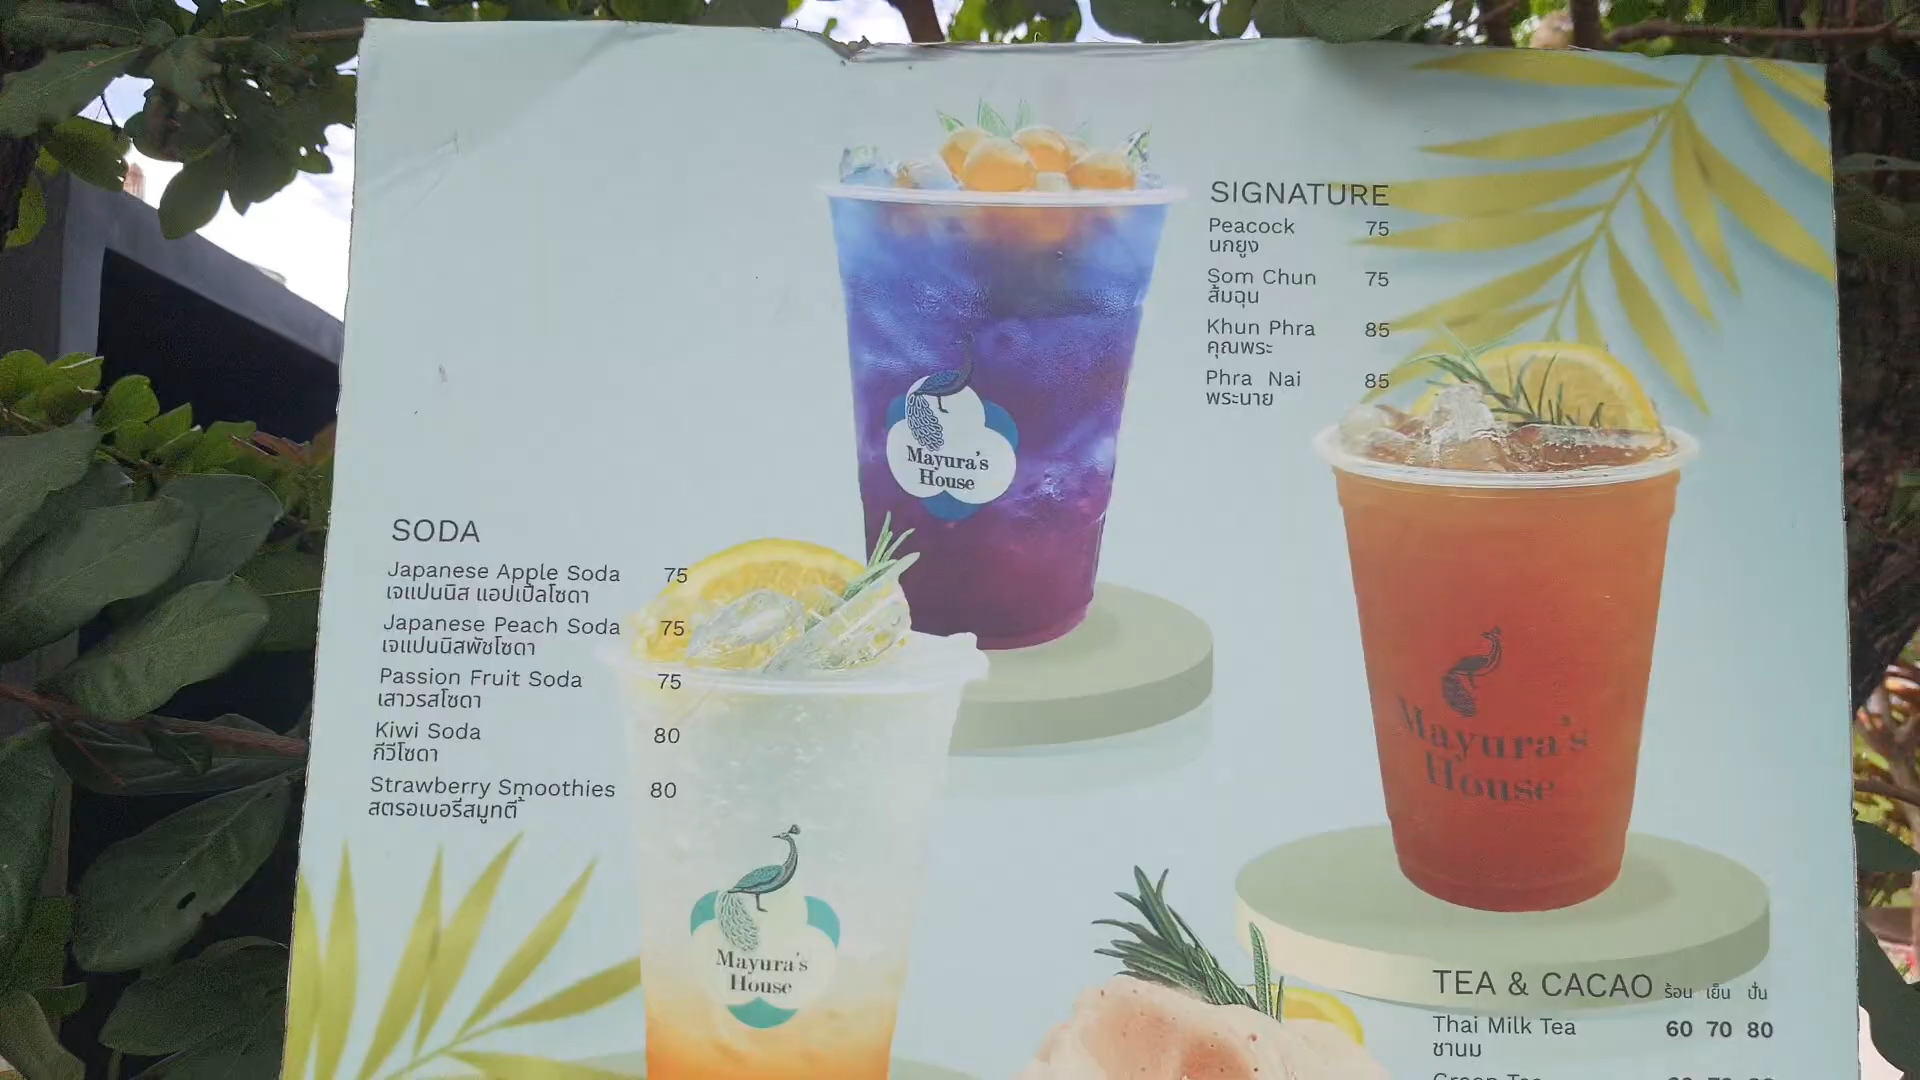 SIGNATURE
Peacock 75
นกยูง
Som Chun 75
ส้มฉุน
Khun Phra 85
คุณพระ
Phra Nai 85
พระนาย
Mayura's
House
SODA
Japanese Apple Soda 75
เจแปนนิส แอปเปิ้ลโซดา
Japanese Peach Soda 75
เจแปนนิสพัชโซดา
Passion Fruit Soda 75
เสาวรสโซดา
Kiwi Soda 80
กีวีโซดา
Strawberry Smoothies 80
สตรอเบอรีสมูทตี้
Mayura's
House
Mayura's
House
TEA & CACAO ร้อน เย็น ปั่น
Thai Milk Tea 60 70 80
ชานม